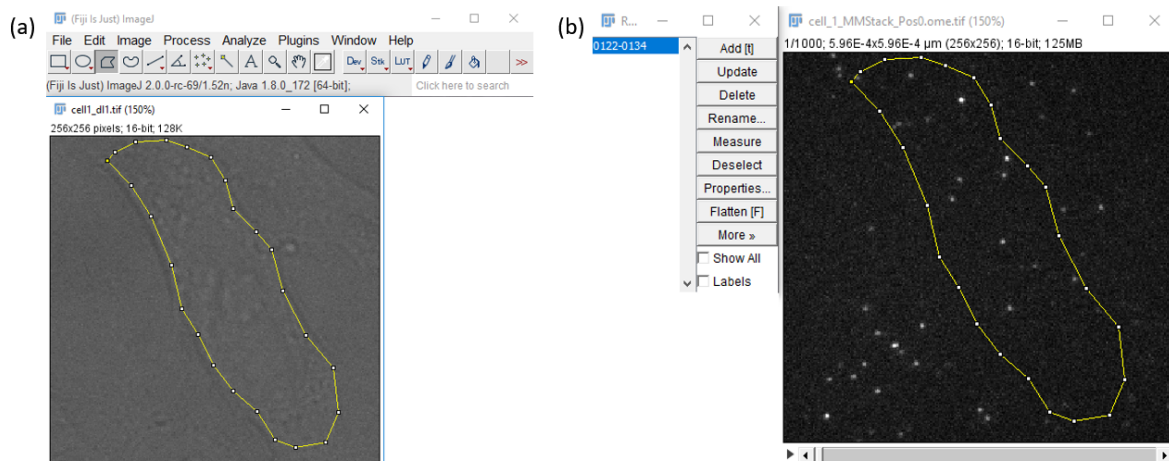 (a)
(Fiji Is Just) ImageJ
File Edit Image Process Analyze Plugins Window Help
A Dev Stk LUT >>
(Fiji Is Just) ImageJ 2.0.0-rc-69/1.52n; Java 1.8.0_172 [64-bit];
Click here to search
cell1_dl1.tif (150%)
256x256 pixels; 16-bit; 128K
(b)
R...
0122-0134
Add [t]
Update
Delete
Rename...
Measure
Deselect
Properties...
Flatten [F]
More »
Show All
Labels
cell_1_MMStack_Pos0.ome.tif (150%)
1/1000; 5.96E-4x5.96E-4 µm (256x256); 16-bit; 125MB